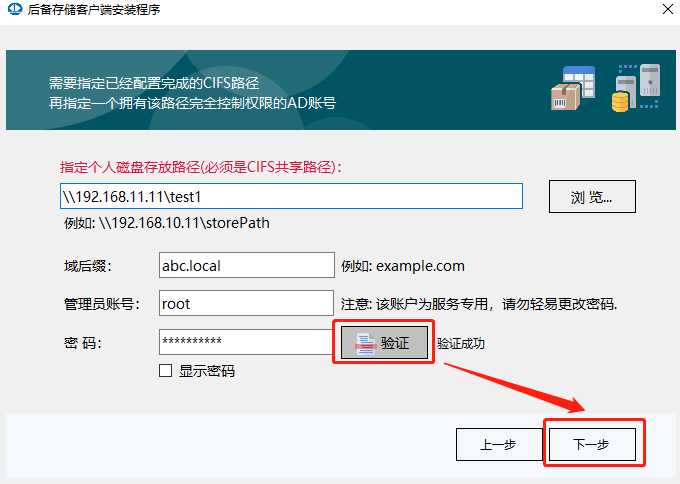 后备存储客户端安装程序
需要指定已经配置完成的CIFS路径
再指定一个拥有该路径完全控制权限的AD账号
指定个人磁盘存放路径(必须是CIFS共享路径):
\\192.168.11.11\test1
浏 览...
例如: \\192.168.10.11\storePath
域后缀: abc.local 例如: example.com
管理员账号: root 注意: 该账户为服务专用，请勿轻易更改密码.
密 码: ********** 验证 验证成功
显示密码
上一步 下一步